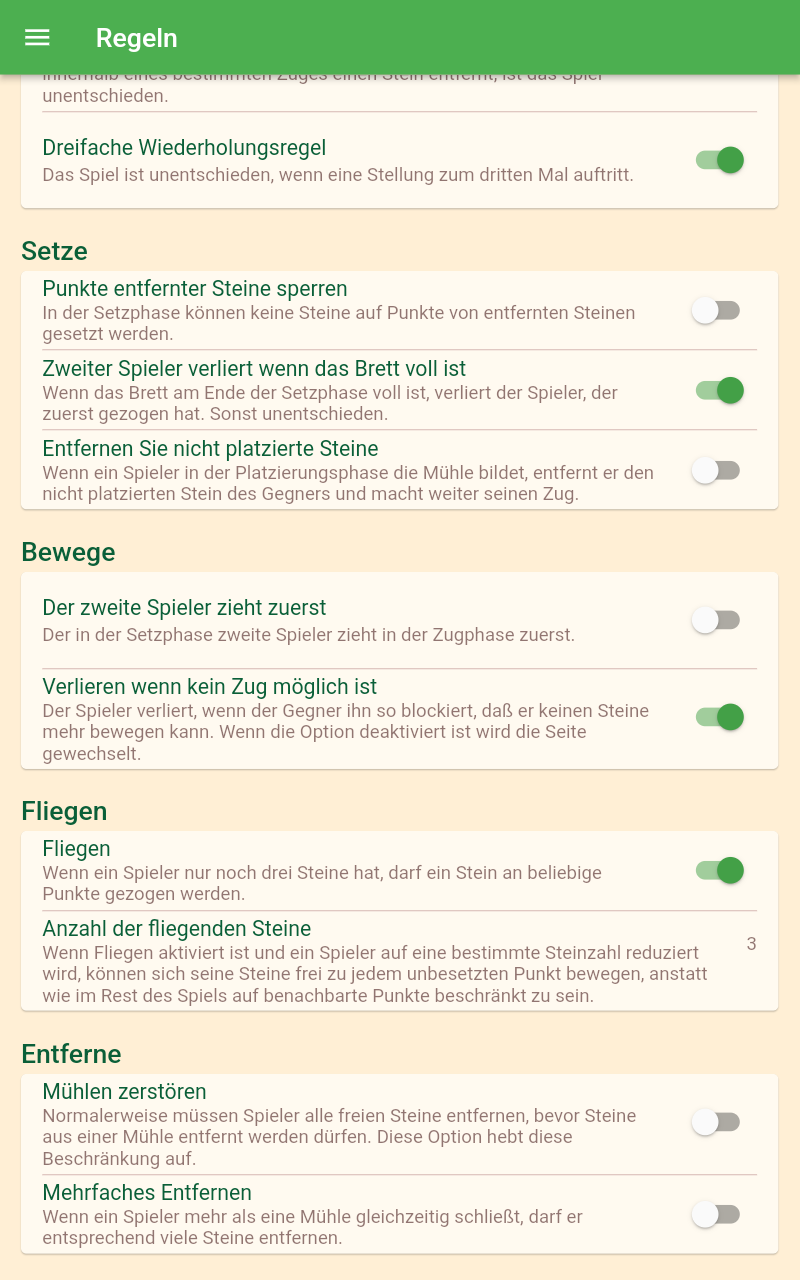 Regeln
innerhalb eines bestimmten Zuges einen Stein entfernt, ist das Spiel
unentschieden.
Dreifache Wiederholungsregel
Das Spiel ist unentschieden, wenn eine Stellung zum dritten Mal auftritt.
Setze
Punkte entfernter Steine sperren
In der Setzphase können keine Steine auf Punkte von entfernten Steinen
gesetzt werden.
Zweiter Spieler verliert wenn das Brett voll ist
Wenn das Brett am Ende der Setzphase voll ist, verliert der Spieler, der
zuerst gezogen hat. Sonst unentschieden.
Entfernen Sie nicht platzierte Steine
Wenn ein Spieler in der Platzierungsphase die Mühle bildet, entfernt er den
nicht platzierten Stein des Gegners und macht weiter seinen Zug.
Bewege
Der zweite Spieler zieht zuerst
Der in der Setzphase zweite Spieler zieht in der Zugphase zuerst.
Verlieren wenn kein Zug möglich ist
Der Spieler verliert, wenn der Gegner ihn so blockiert, daß er keinen Steine
mehr bewegen kann. Wenn die Option deaktiviert ist wird die Seite
gewechselt.
Fliegen
Fliegen
Wenn ein Spieler nur noch drei Steine hat, darf ein Stein an beliebige
Punkte gezogen werden.
Anzahl der fliegenden Steine
Wenn Fliegen aktiviert ist und ein Spieler auf eine bestimmte Steinzahl reduziert
wird, können sich seine Steine frei zu jedem unbesetzten Punkt bewegen, anstatt
wie im Rest des Spiels auf benachbarte Punkte beschränkt zu sein.
3
Entferne
Mühlen zerstören
Normalerweise müssen Spieler alle freien Steine entfernen, bevor Steine
aus einer Mühle entfernt werden dürfen. Diese Option hebt diese
Beschränkung auf.
Mehrfaches Entfernen
Wenn ein Spieler mehr als eine Mühle gleichzeitig schließt, darf er
entsprechend viele Steine entfernen.